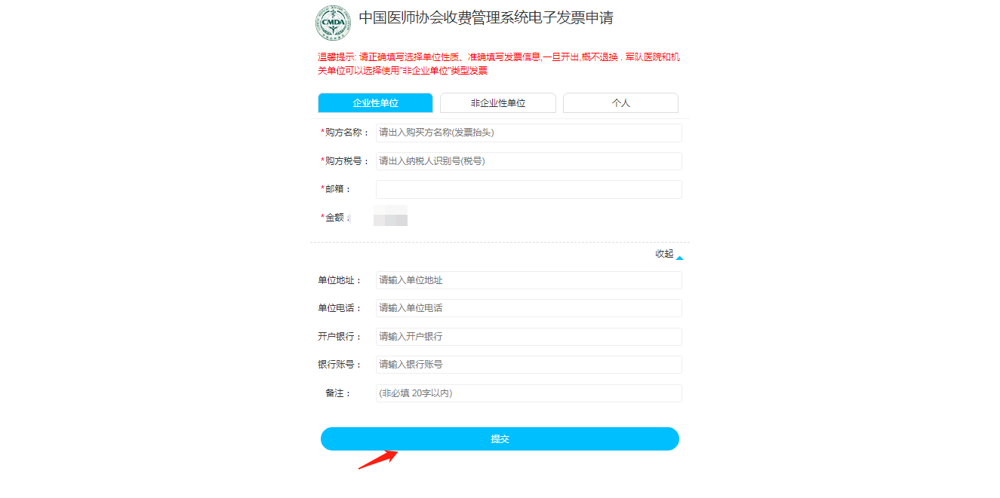 CMDA
中国医师协会收费管理系统电子发票申请
温馨提示: 请正确填写选择单位性质、准确填写发票信息,一旦开出,概不退换 . 军队医院和机
关单位可以选择使用"非企业单位"类型发票
企业性单位 非企业性单位 个人
*购方名称： 请出入购买方名称(发票抬头)
*购方税号： 请出入纳税人识别号(税号)
*邮箱：
*金额：
收起
单位地址： 请输入单位地址
单位电话： 请输入单位电话
开户银行： 请输入开户银行
银行账号： 请输入银行账号
备注： (非必填 20字以内)
提交